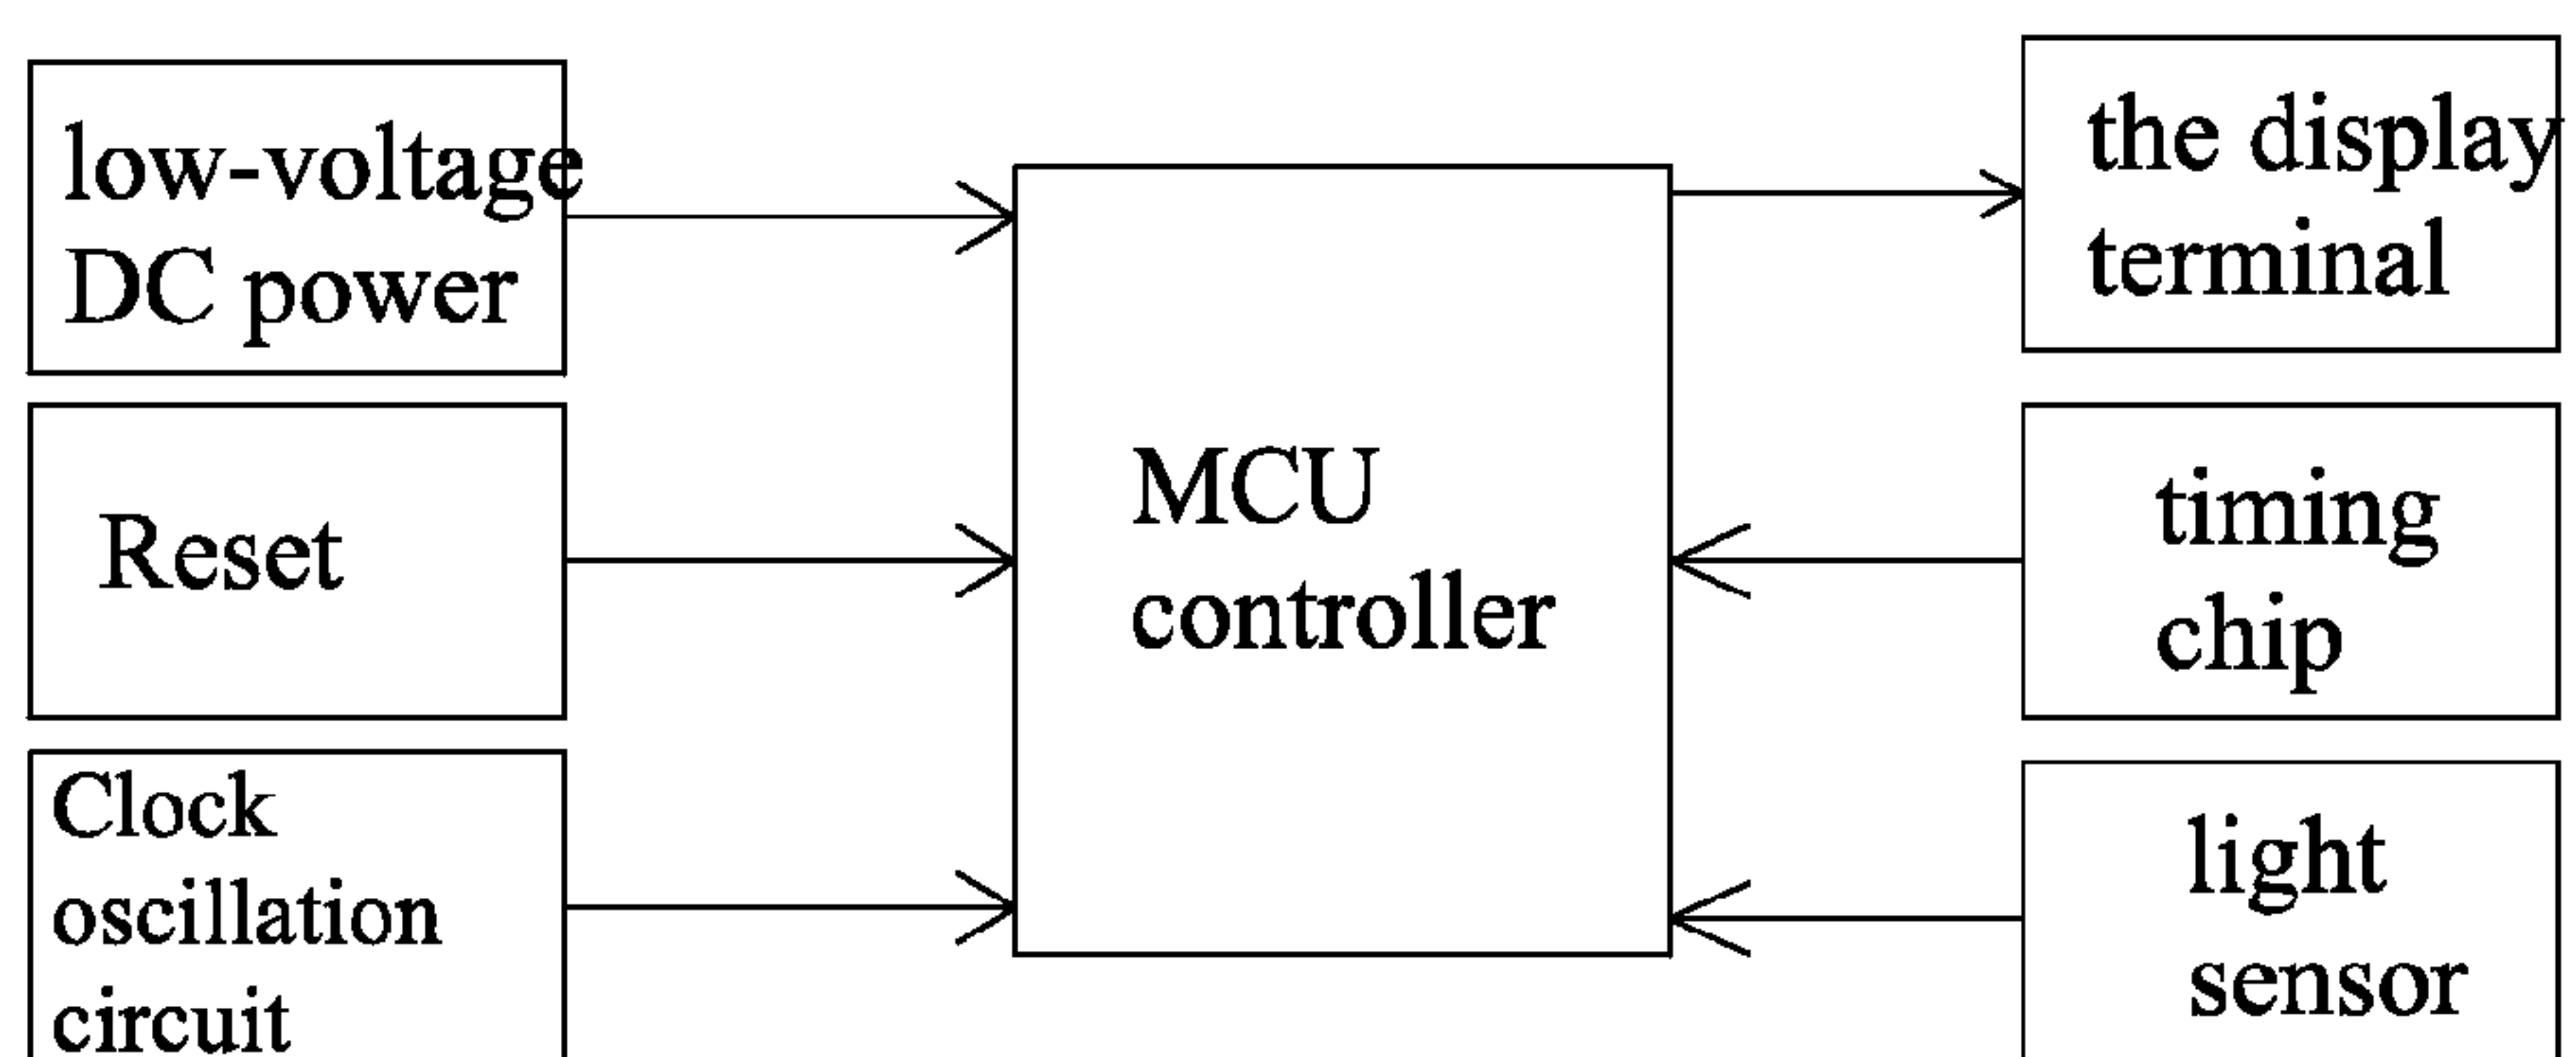 low-voltage
DC power
Reset
Clock
oscillation
circuit
MCU
controller
the display
terminal
timing
chip
light
sensor